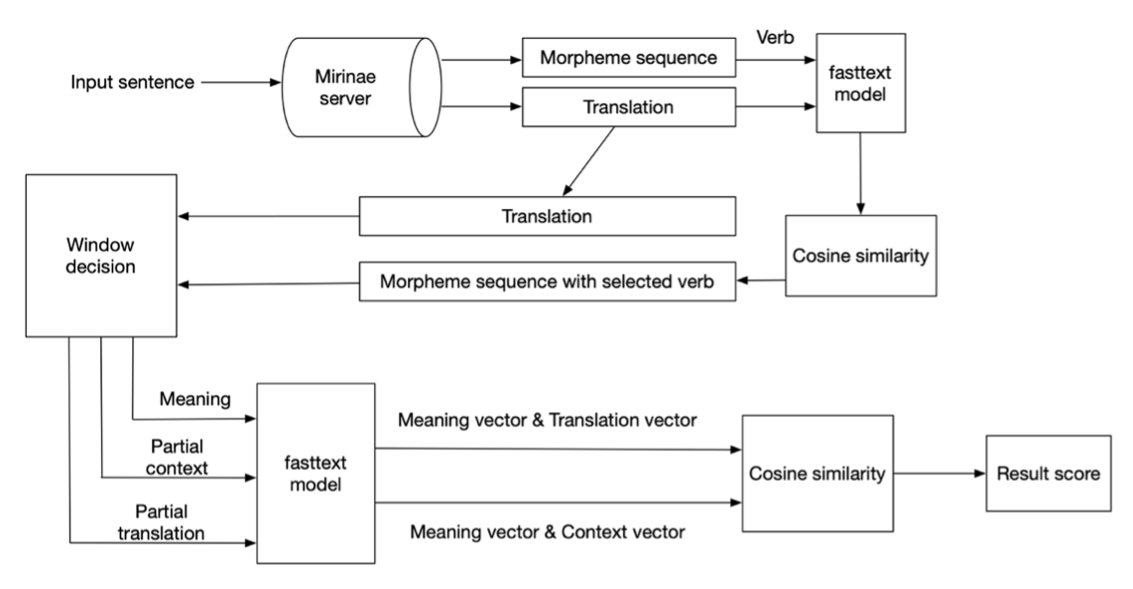 Input sentence
Mirinae
server
Morpheme sequence
Verb
Translation
fasttext
model
Translation
Cosine similarity
Morpheme sequence with selected verb
Window
decision
Meaning
Partial
context
Partial
translation
fasttext
model
Meaning vector & Translation vector
Meaning vector & Context vector
Cosine similarity
Result score